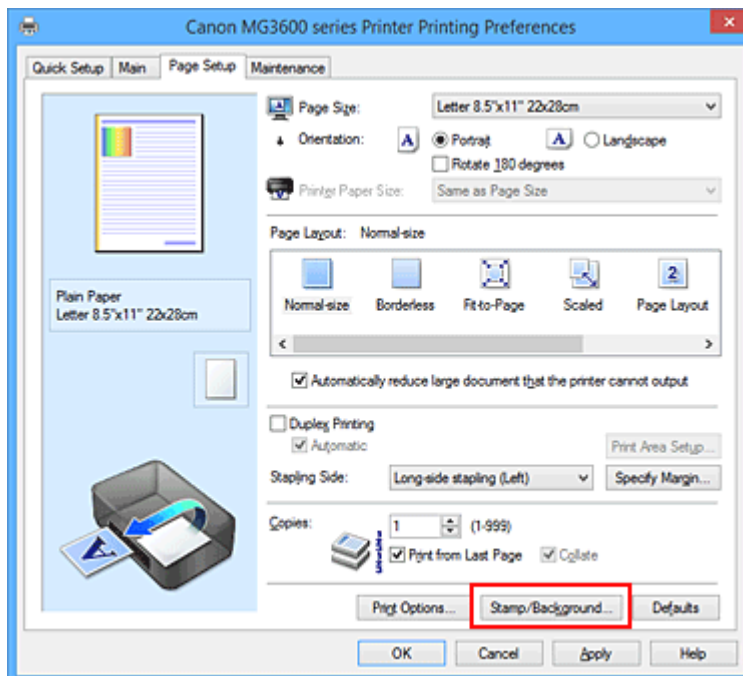 Canon MG3600 series Printer Printing Preferences
Quick Setup Main Page Setup Maintenance
Page Size: Letter 8.5"x11" 22x28cm
Orientation: A Portrait A Landscape
Rotate 180 degrees
Printer Paper Size: Same as Page Size
Page Layout: Normal-size
2
Normal-size Borderless Fit-to-Page Scaled Page Layout
Plain Paper
Letter 8.5"x11" 22x28cm
Automatically reduce large document that the printer cannot output
Duplex Printing
Automatic Print Area Setup...
Stapling Side: Long-side stapling (Left) Specify Margin...
Copies: 1 (1-999)
Print from Last Page Collate
A
Print Options... Stamp/Background... Defaults
OK Cancel Apply Help